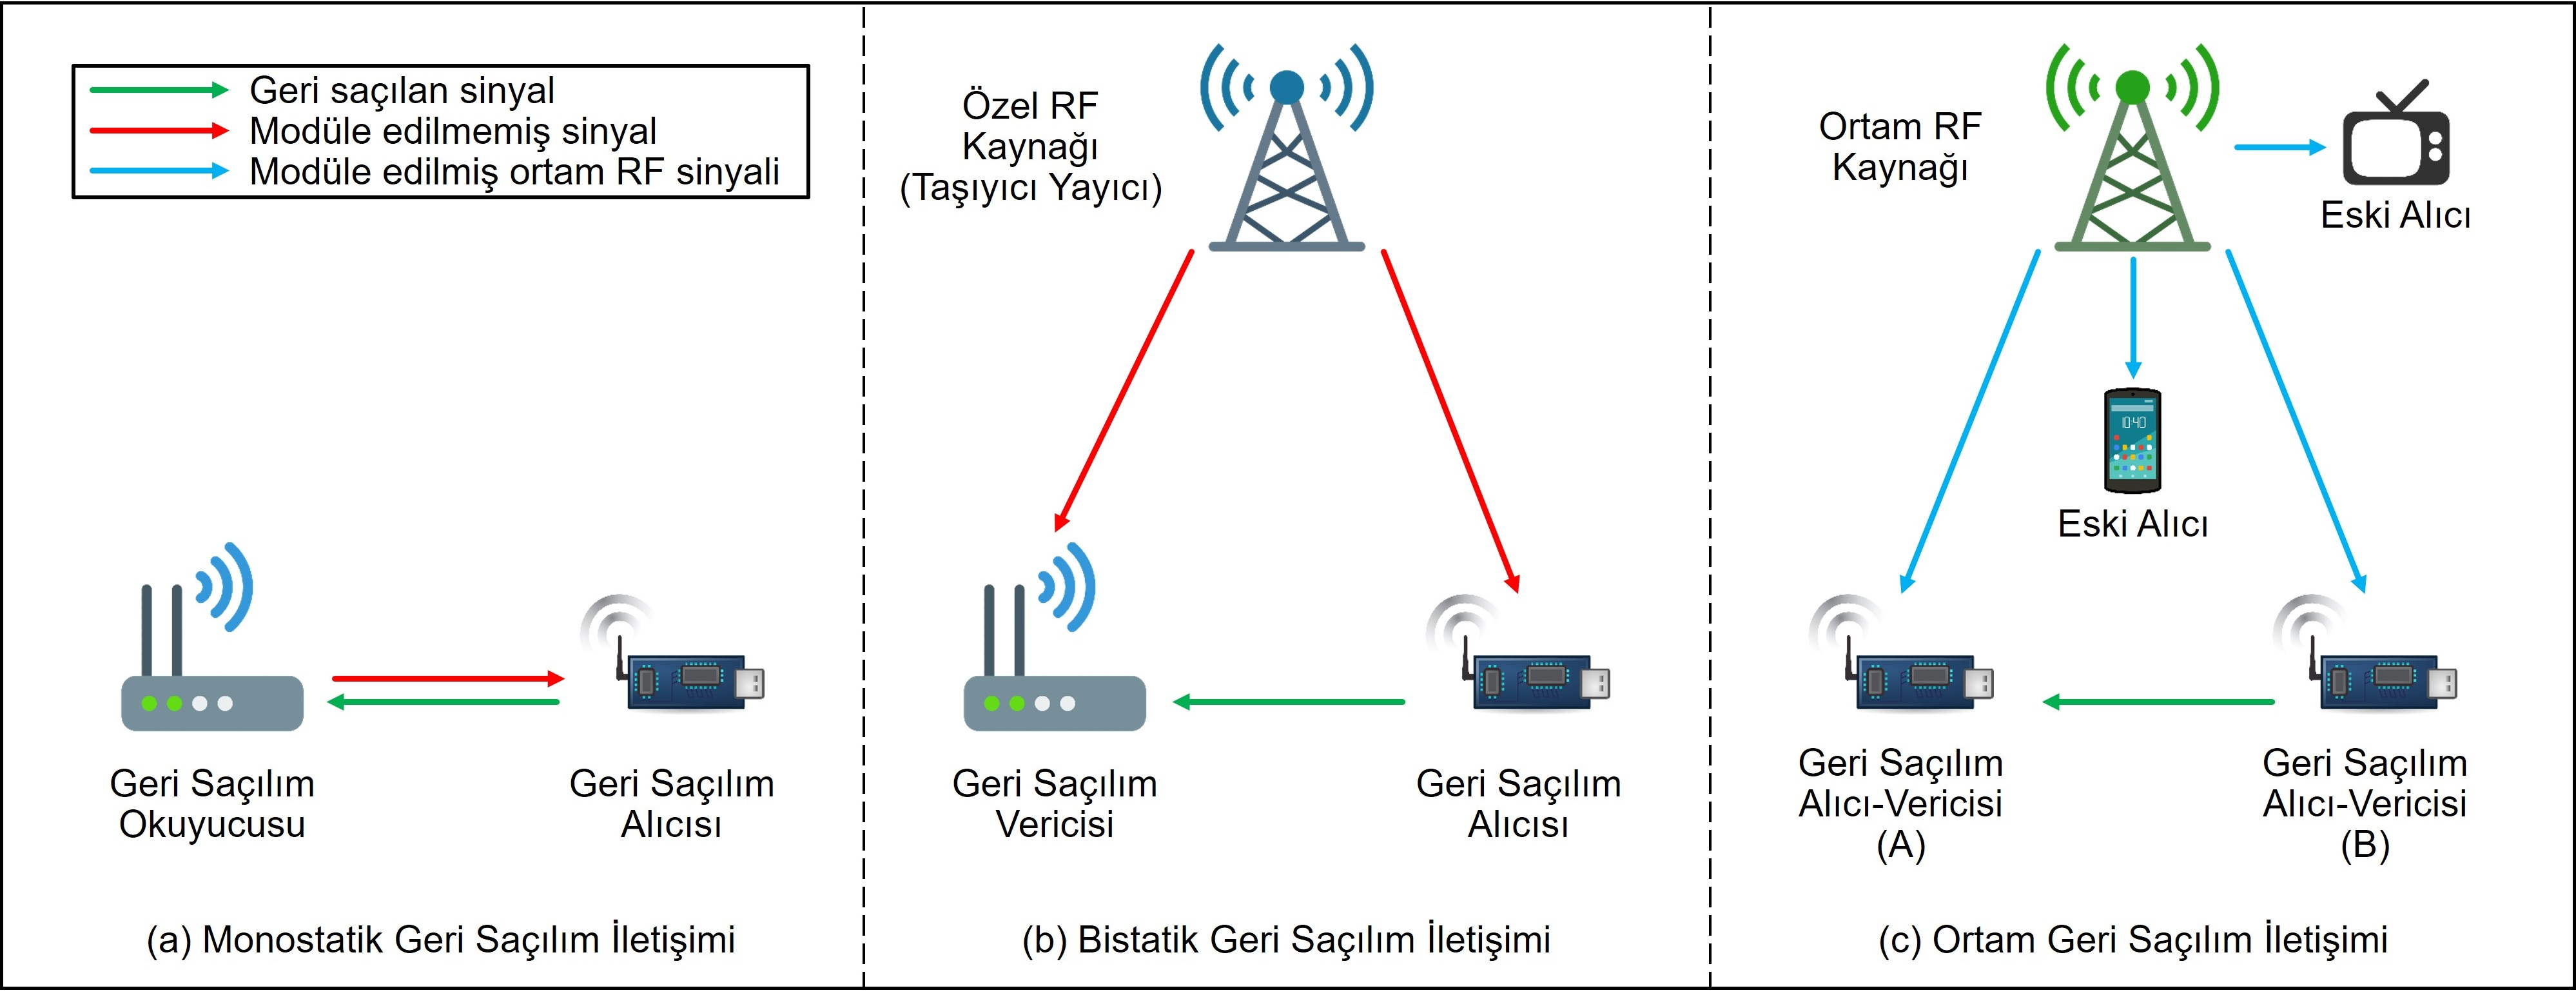 Geri saçılan sinyal
Modüle edilmemiş sinyal
Modüle edilmiş ortam RF sinyali
Geri Saçılım
Okuyucusu
Geri Saçılım
Alıcısı
(a) Monostatik Geri Saçılım İletişimi
Özel RF
Kaynağı
(Taşıyıcı Yayıcı)
Geri Saçılım
Vericisi
Geri Saçılım
Alıcısı
(b) Bistatik Geri Saçılım İletişimi
Ortam RF
Kaynağı
Eski Alıcı
10:40
Eski Alıcı
Geri Saçılım
Alıcı-Vericisi
(A)
Geri Saçılım
Alıcı-Vericisi
(B)
(c) Ortam Geri Saçılım İletişimi